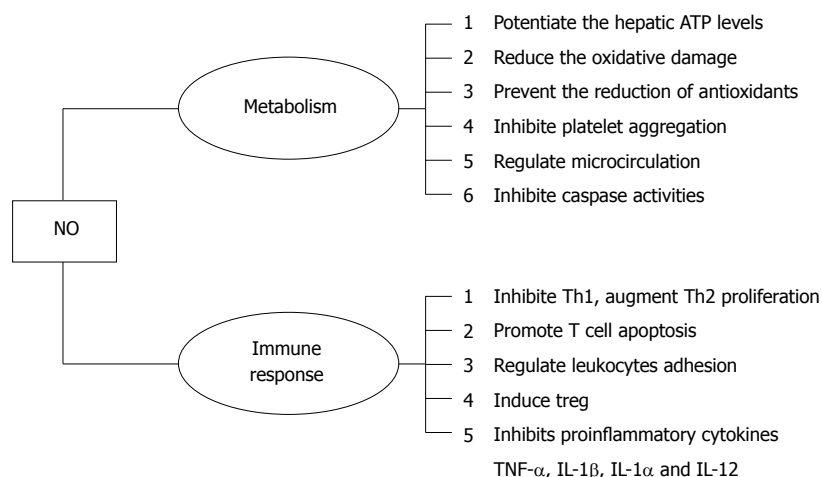 NO
Metabolism
1 Potentiate the hepatic ATP levels
2 Reduce the oxidative damage
3 Prevent the reduction of antioxidants
4 Inhibite platelet aggregation
5 Regulate microcirculation
6 Inhibite caspase activities
Immune
response
1 Inhibite Th1, augment Th2 proliferation
2 Promote T cell apoptosis
3 Regulate leukocytes adhesion
4 Induce treg
5 Inhibits proinflammatory cytokines
TNF-α, IL-1β, IL-1α and IL-12